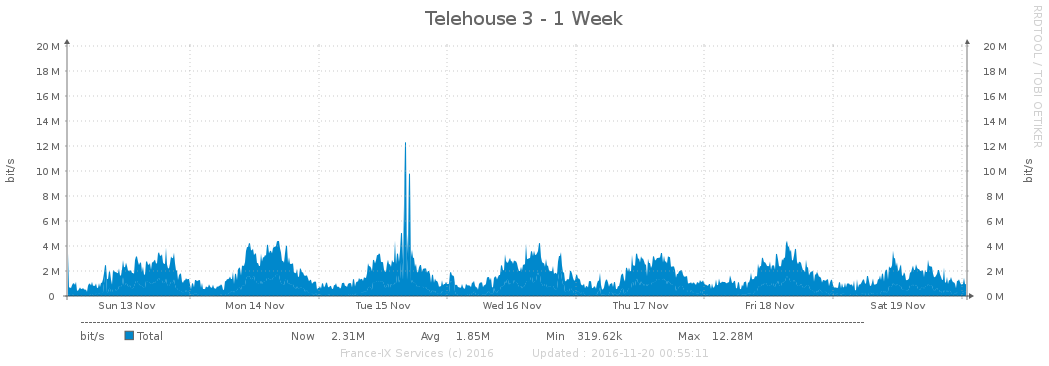 Telehouse 3 - 1 Week
RRDTOOL / TOBI OETIKER
bit/s
20 M 20 M
18 M 18 M
16 M 16 M
14 M 14 M
12 M 12 M
10 M 10 M
8 M 8 M
6 M 6 M
4 M 4 M
2 M 2 M
0 0 M
bit/s
Sun 13 Nov Mon 14 Nov Tue 15 Nov Wed 16 Nov Thu 17 Nov Fri 18 Nov Sat 19 Nov
bit/s Total Now 2.31M Avg 1.85M Min 319.62k Max 12.28M
France-IX Services (c) 2016 Updated : 2016-11-20 00:55:11